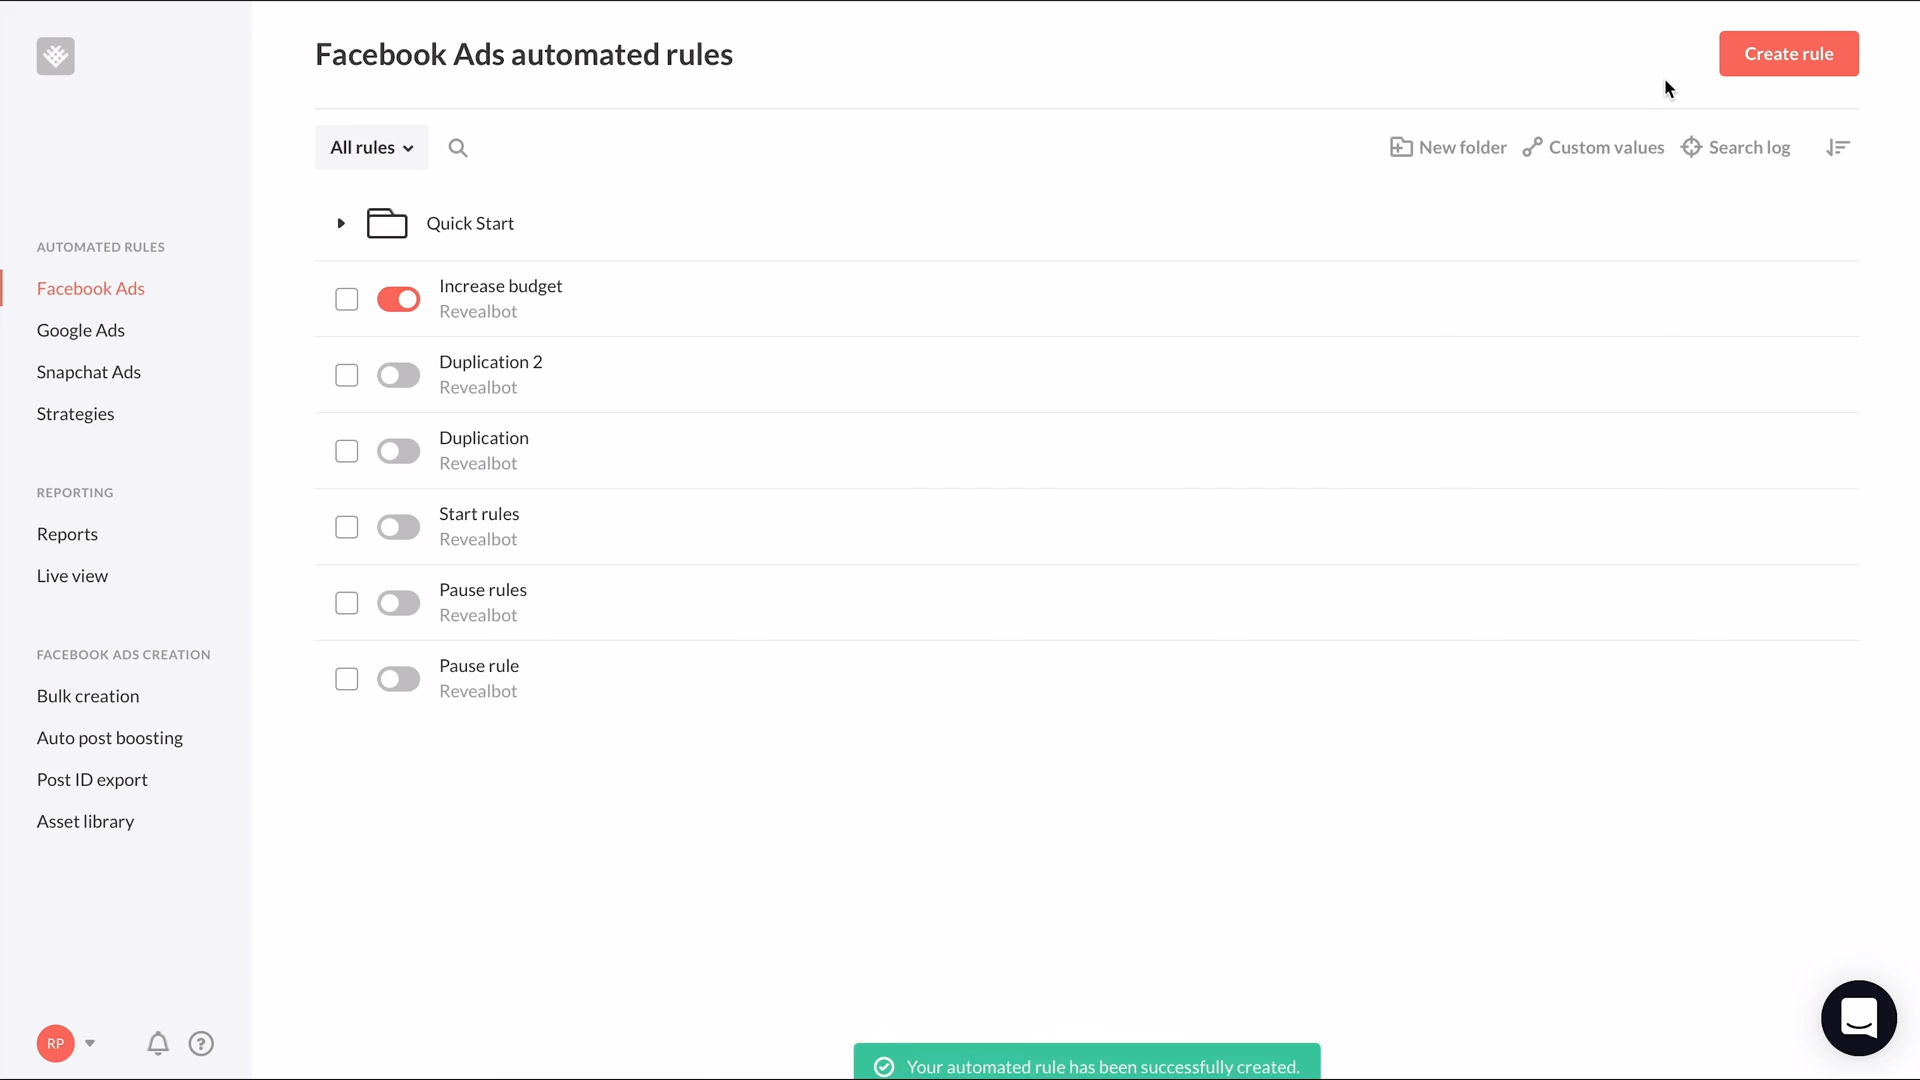 Facebook Ads automated rules
Create rule
All rules
New folder
Custom values
Search log
Quick Start
Increase budget
Revealbot
Duplication 2
Revealbot
Duplication
Revealbot
Start rules
Revealbot
Pause rules
Revealbot
Pause rule
Revealbot
AUTOMATED RULES
Facebook Ads
Google Ads
Snapchat Ads
Strategies
REPORTING
Reports
Live view
FACEBOOK ADS CREATION
Bulk creation
Auto post boosting
Post ID export
Asset library
RP
?
Your automated rule has been successfully created.